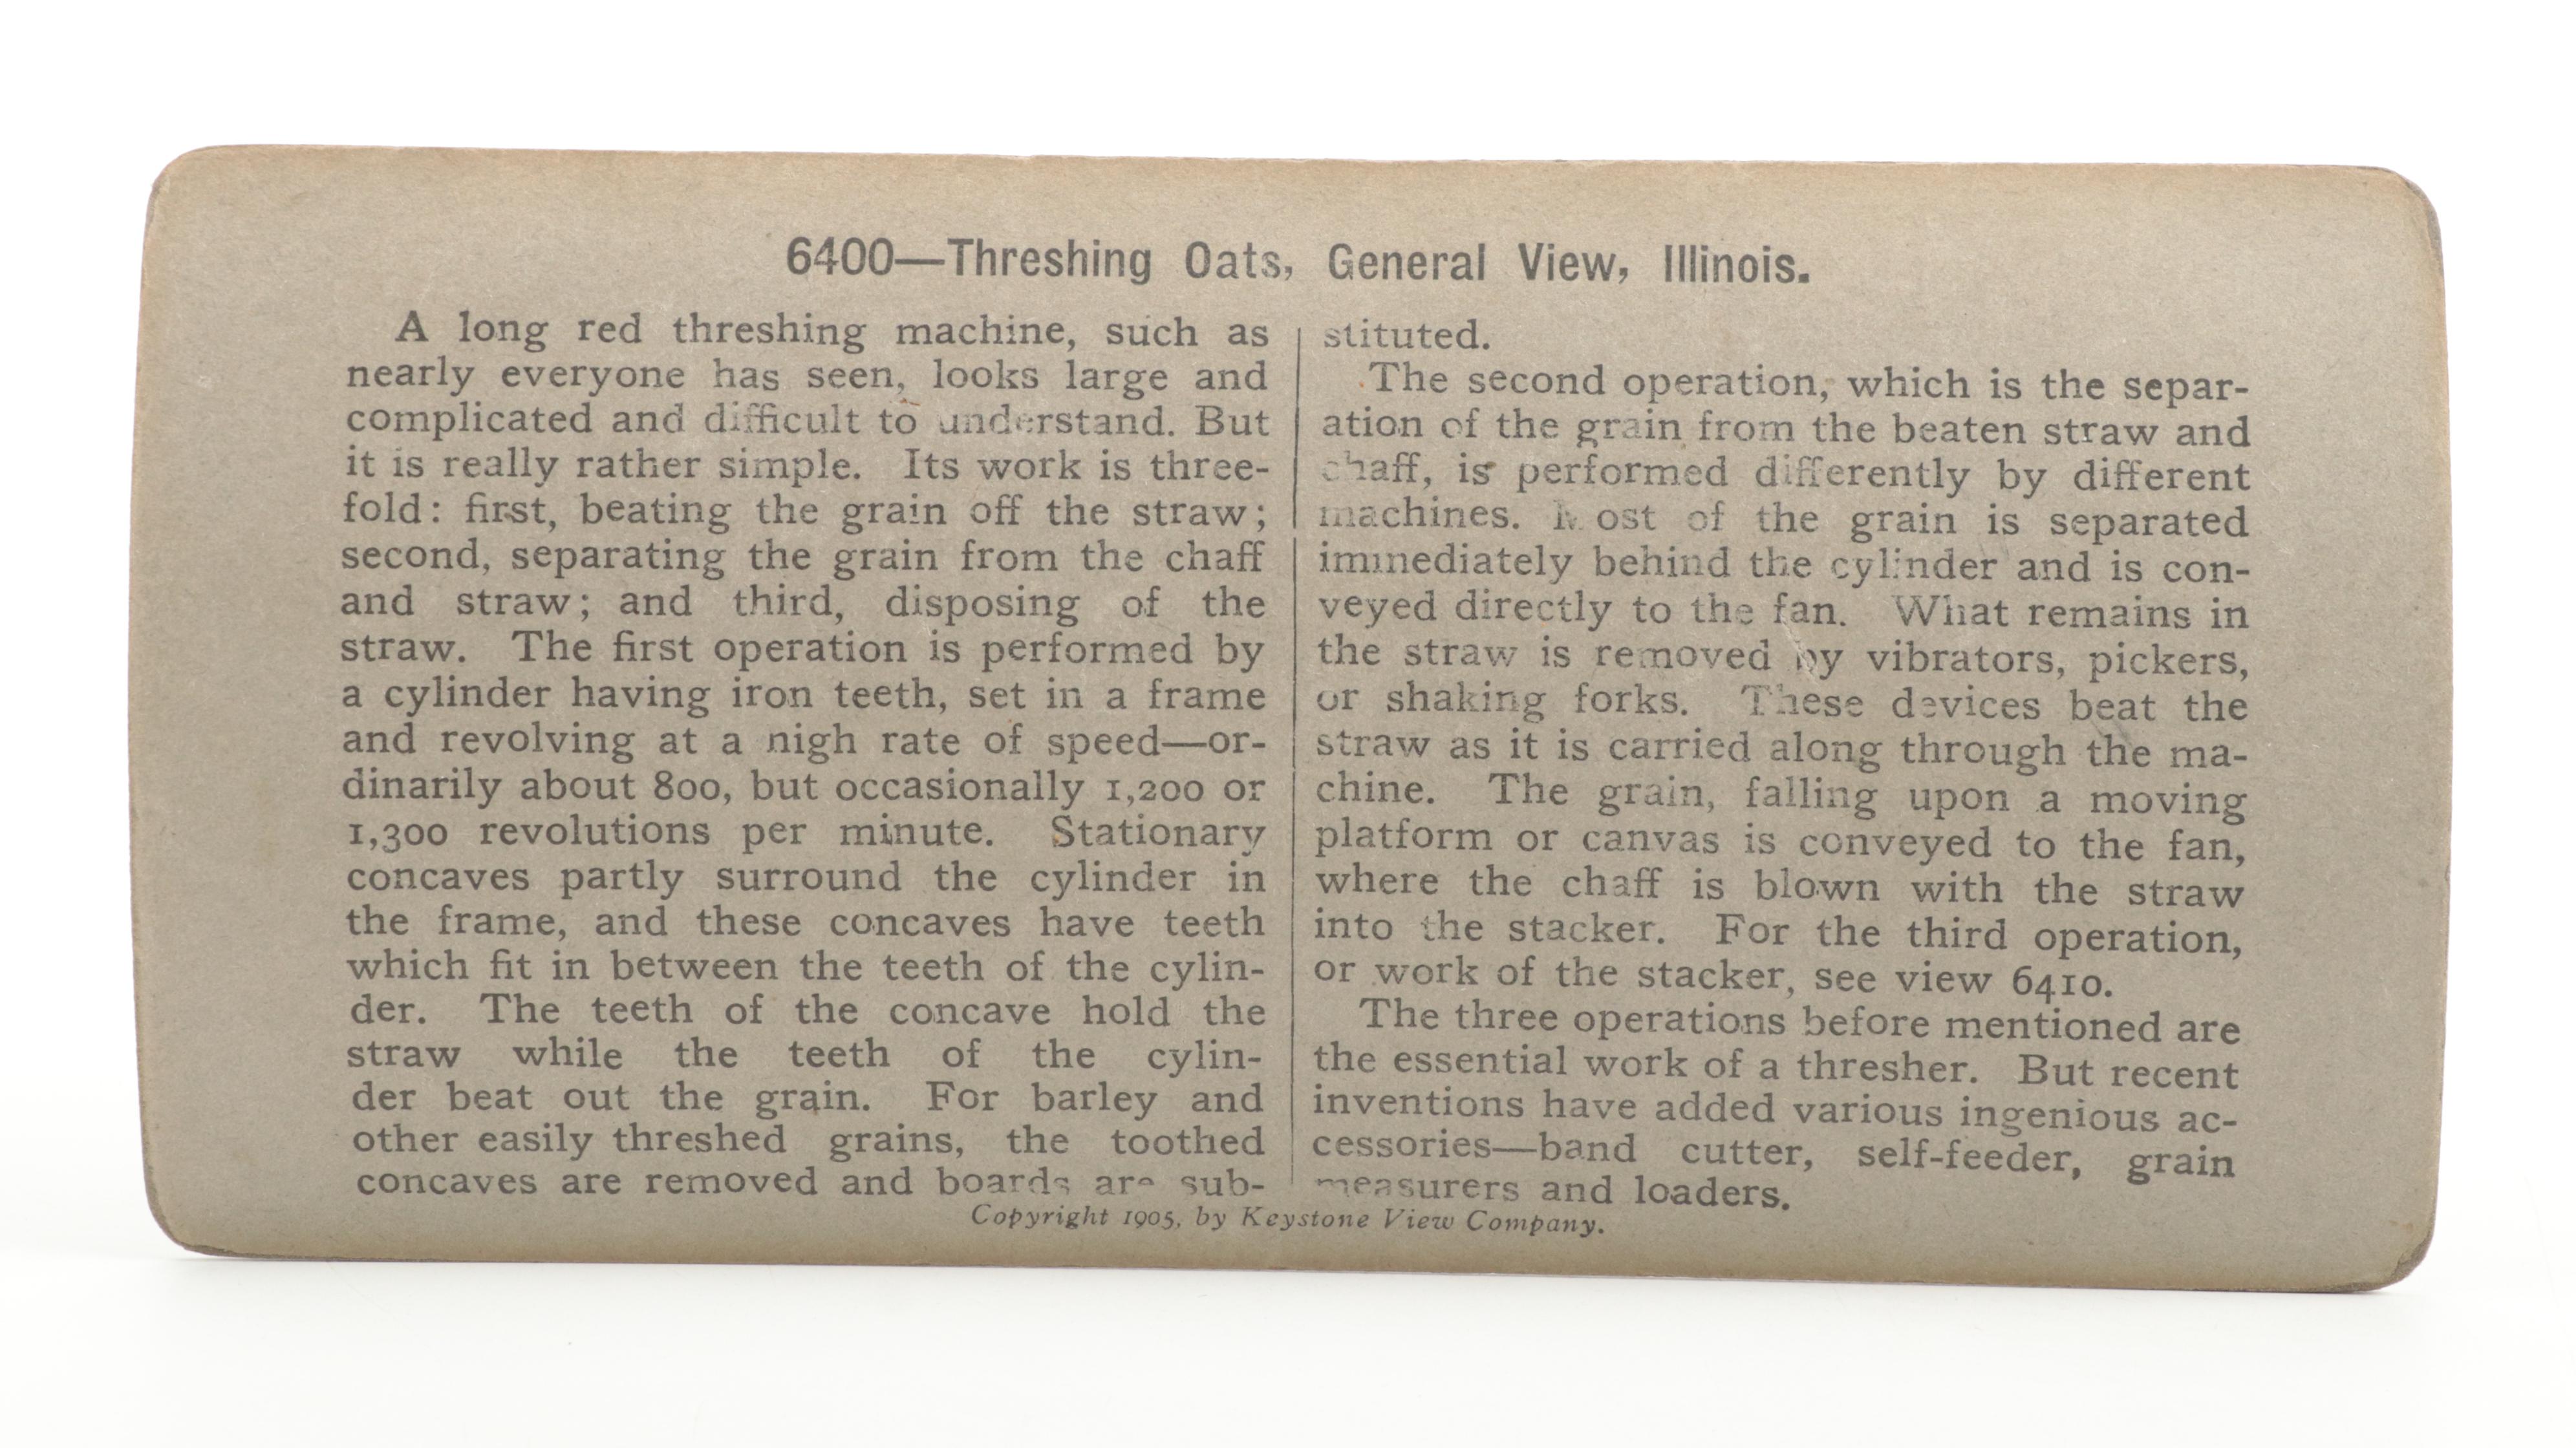 6400—Threshing Oats, General View, Illinois.
A long red threshing machine, such as
nearly everyone has seen, looks large and
complicated and difficult to understand. But
it is really rather simple. Its work is three-
fold: first, beating the grain off the straw;
second, separating the grain from the chaff
and straw; and third, disposing of the
straw. The first operation is performed by
a cylinder having iron teeth, set in a frame
and revolving at a high rate of speed—or-
dinarily about 800, but occasionally 1,200 or
1,300 revolutions per minute. Stationary
concaves partly surround the cylinder in
the frame, and these concaves have teeth
which fit in between the teeth of the cylin-
der. The teeth of the concave hold the
straw while the teeth of the cylin-
der beat out the grain. For barley and
other easily threshed grains, the toothed
concaves are removed and boards are sub-
stituted.
The second operation, which is the separ-
ation of the grain from the beaten straw and
chaff, is performed differently by different
machines. Most of the grain is separated
immediately behind the cylinder and is con-
veyed directly to the fan. What remains in
the straw is removed by vibrators, pickers,
or shaking forks. These devices beat the
straw as it is carried along through the ma-
chine. The grain, falling upon a moving
platform or canvas is conveyed to the fan,
where the chaff is blown with the straw
into the stacker. For the third operation,
or work of the stacker, see view 6410.
The three operations before mentioned are
the essential work of a thresher. But recent
inventions have added various ingenious ac-
cessories—band cutter, self-feeder, grain
measurers and loaders.
Copyright 1905, by Keystone View Company.